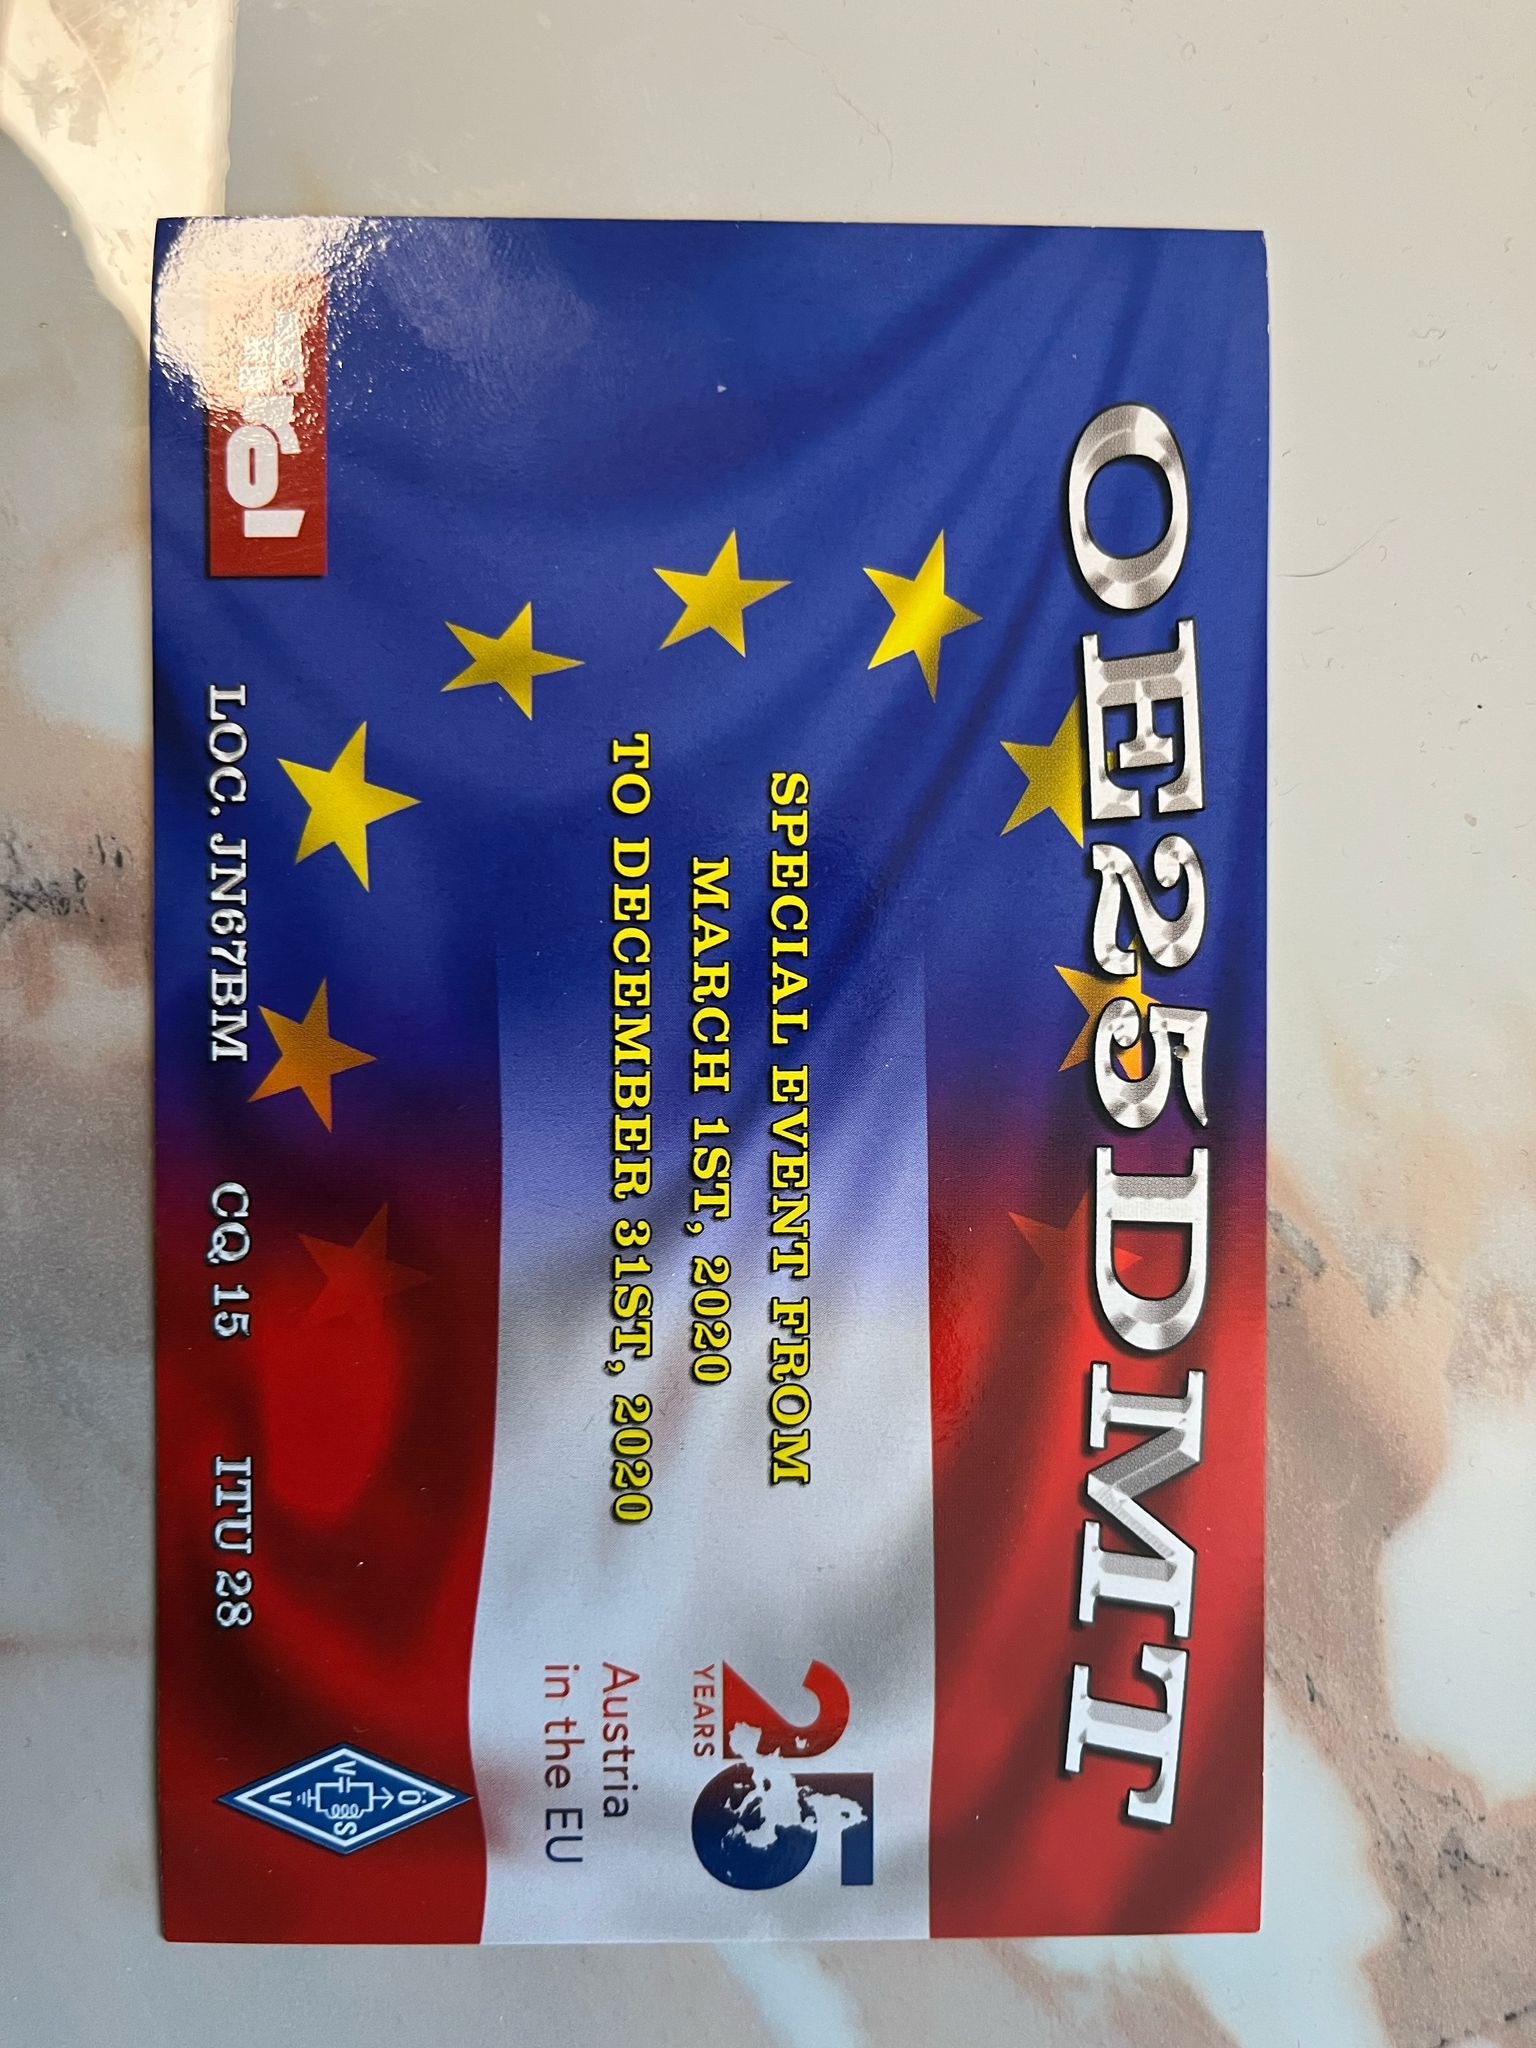 OE25DMT
SPECIAL EVENT FROM
MARCH 1ST, 2020
TO DECEMBER 31ST, 2020
25
YEARS
Austria
in the EU
LOC. JN67BM CQ 15 ITU 28
Ö
V S
V